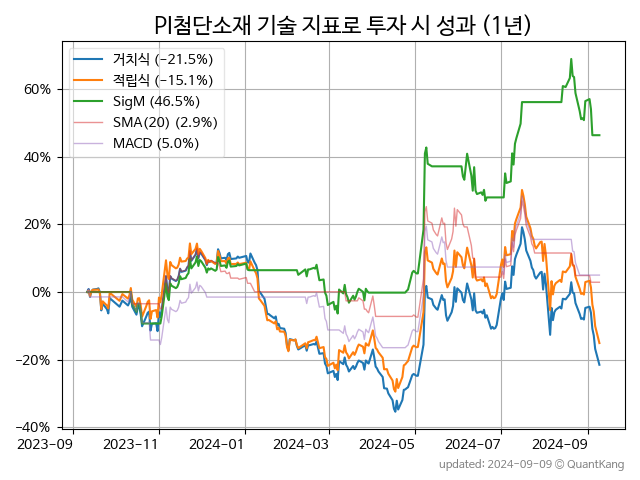 PI첨단소재 기술 지표로 투자 시 성과 (1년)
거치식 (−21.5%)
적립식 (−15.1%)
SigM (46.5%)
SMA(20) (2.9%)
MACD (5.0%)
60%
40%
20%
0%
−20%
−40%
2023-09 2023-11 2024-01 2024-03 2024-05 2024-07 2024-09
updated: 2024-09-09 © QuantKang